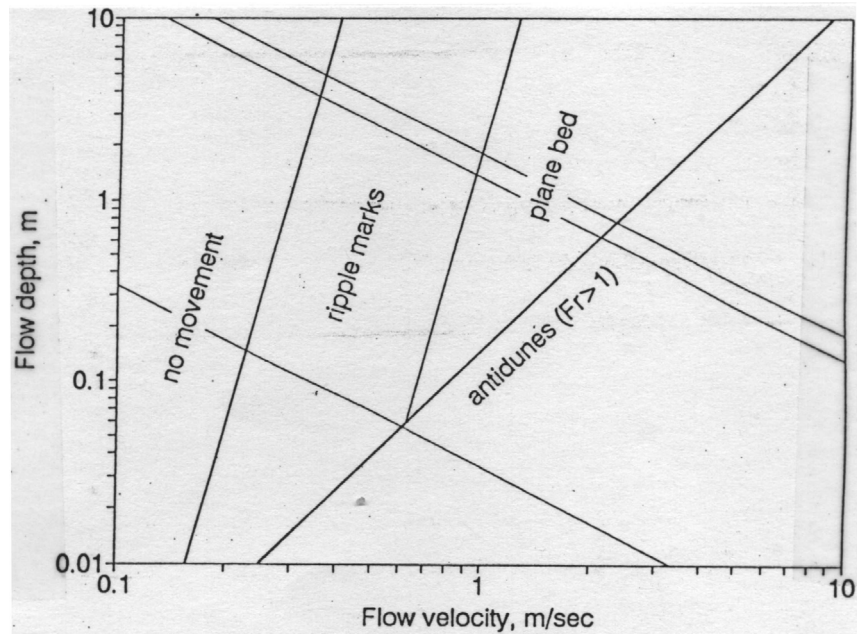 10
1
0.1
0.01
Flow depth, m
no movement
ripple marks
plane bed
antidunes (Fr>1)
0.1
1
10
Flow velocity, m/sec